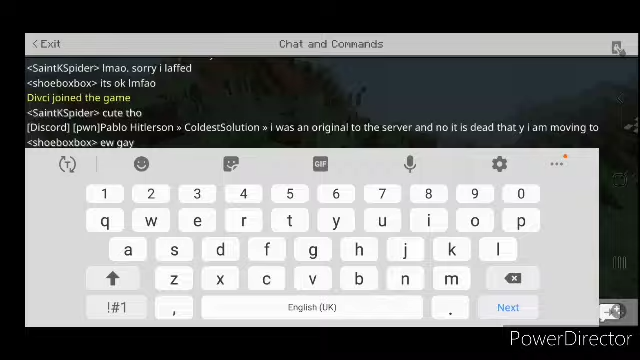 < Exit
Chat and Commands
<SaintKSpider> lmao. sorry i laffed
<shoeboxbox> its ok lmfao
Divci joined the game
<SaintKSpider> cute tho
[Discord] [pwn]Pablo Hitlerson » ColdestSolution » i was an original to the server and no it is dead that y i am moving to
<shoeboxbox> ew gay
T
GIF
1 2 3 4 5 6 7 8 9 0
q w e r t y u i o p
a s d f g h j k l
z x c v b n m
!#1 , English (UK) . Next
PowerDirector